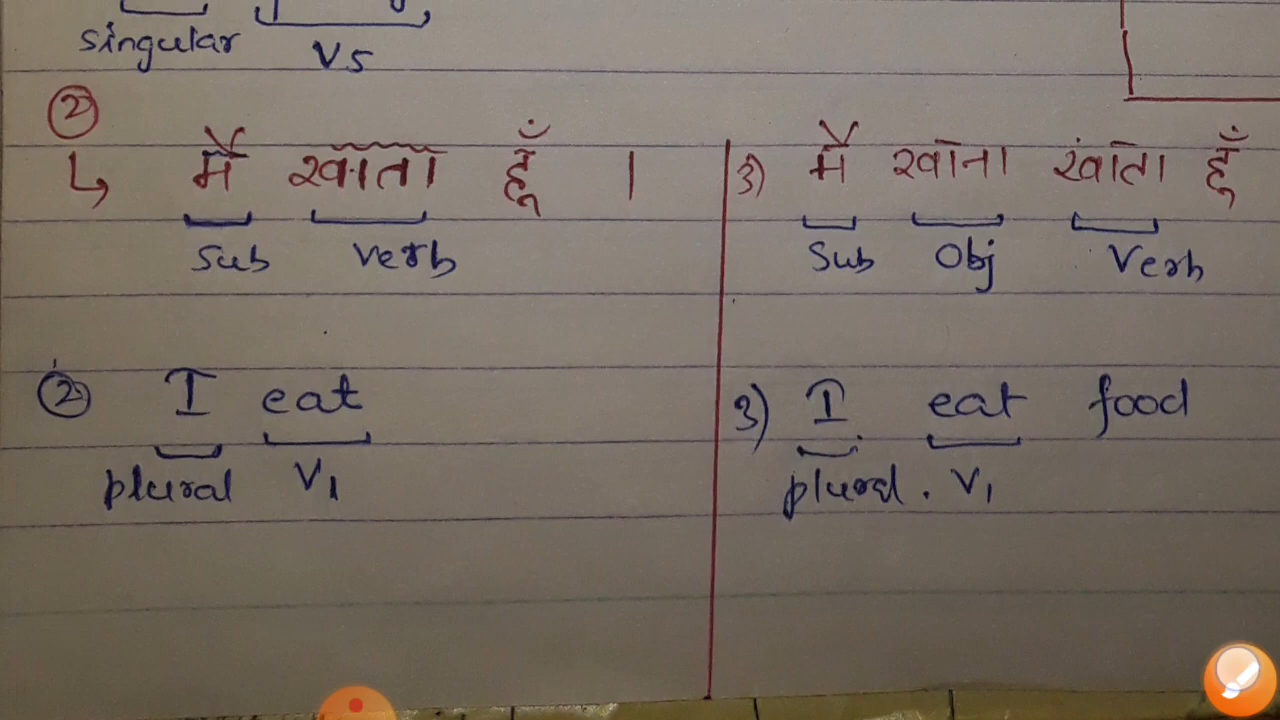 singular V5
②
↳ मैं खाता हूँ ।
Sub Verb
② I eat
plural V1
3) मैं खाना खाता हूँ
Sub Obj Verb
3) I eat food
plural . V1